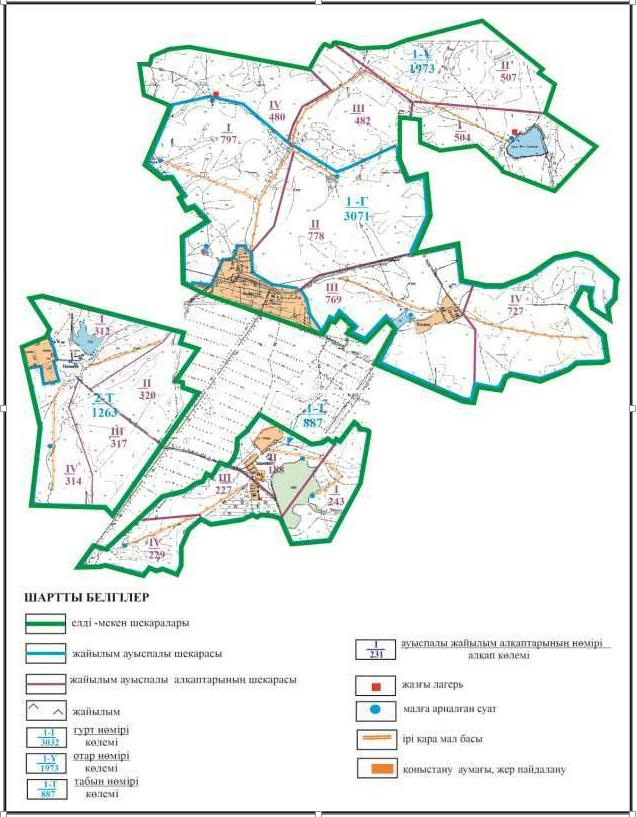 1-Y
1973
II
507
IV
480
III
482
I
797
I
504
1-Г
3071
II
778
III
769
IV
727
I
312
II
320
2-Т
1263
III
317
IV
314
1-Т
887
II
188
III
227
I
243
IV
229
ШАРТТЫ БЕЛГІЛЕР
елді -мекен шекаралары
жайылым ауыспалы шекарасы
жайылым ауыспалы алқаптарының шекарасы
жайылым
1-Г
3032
гурт нөмірі
көлемі
1-Y
1973
отар нөмірі
көлемі
1-Т
887
табын нөмірі
көлемі
I
231
ауыспалы жайылым алқаптарының нөмірі
алқап көлемі
жазғы лагерь
малға арналған суат
ірі қара мал басы
қоныстану аумағы, жер пайдалану